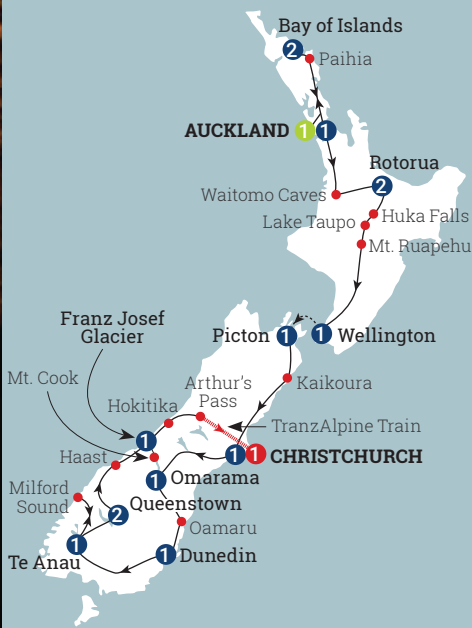 Bay of Islands
2
Paihia
AUCKLAND 1 1
Rotorua
2
Waitomo Caves
Huka Falls
Lake Taupo
Mt. Ruapehu
Franz Josef
Glacier
Picton 1
1 Wellington
Mt. Cook
Arthur's
Pass
Kaikoura
Hokitika
TranzAlpine Train
1
1 1 CHRISTCHURCH
Haast
1 Omarama
Milford
Sound
Queenstown
2
Oamaru
1
Te Anau
1 Dunedin